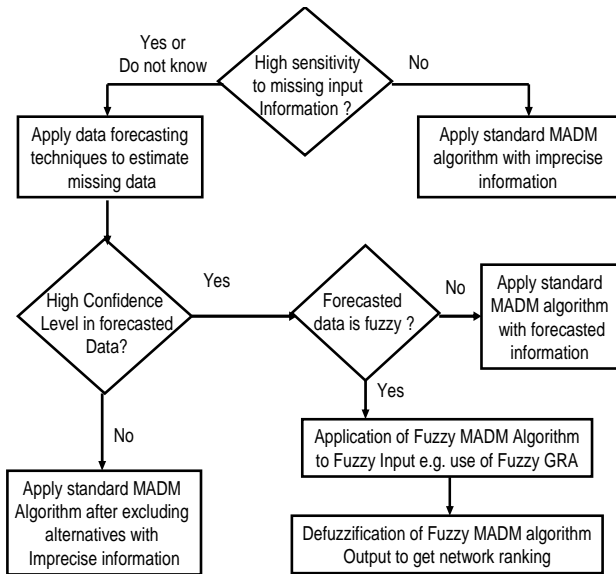 Yes or
Do not know
High sensitivity
to missing input
Information ?
No
Apply data forecasting
techniques to estimate
missing data
Apply standard MADM
algorithm with imprecise
information
High Confidence
Level in forecasted
Data?
Yes
Forecasted
data is fuzzy ?
No
Apply standard
MADM algorithm
with forecasted
information
Yes
No
Application of Fuzzy MADM Algorithm
to Fuzzy Input e.g. use of Fuzzy GRA
Apply standard MADM
Algorithm after excluding
alternatives with
Imprecise information
Defuzzification of Fuzzy MADM algorithm
Output to get network ranking